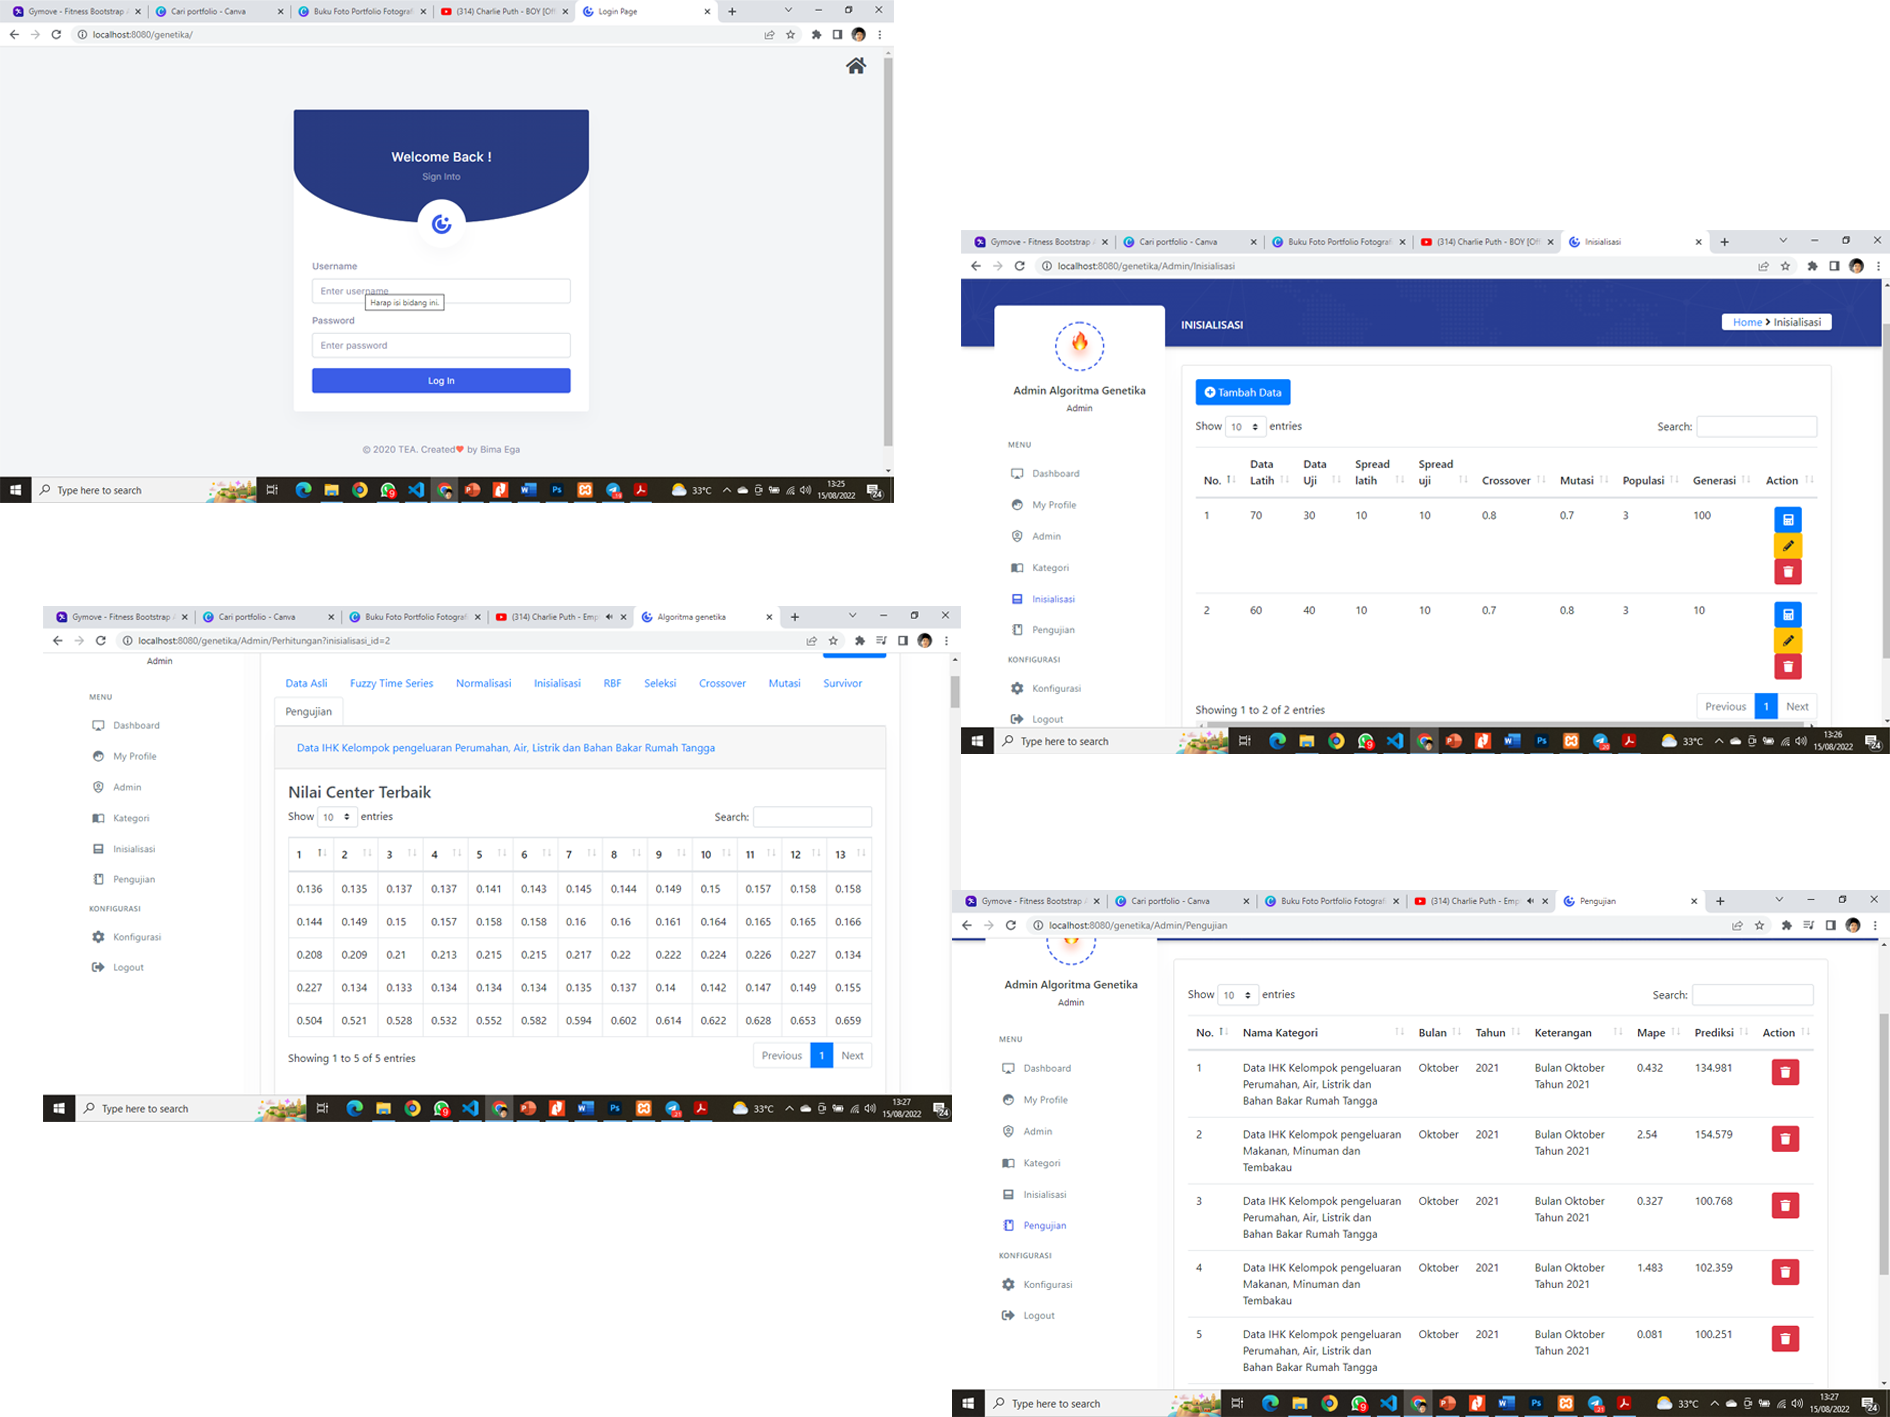 Gymove - Fitness Bootstrap
Cari portfolio - Canva
Buku Foto Portfolio Fotograf
(314) Charlie Puth - BOY [Off
Login Page
localhost:8080/genetika/
Welcome Back !
Sign Into
Username
Enter username
Harap isi bidang ini.
Password
Enter password
Log In
© 2020 TEA. Created by Bima Ega
Type here to search
33°C
13:25
15/08/2022
24
Gymove - Fitness Bootstrap
Cari portfolio - Canva
Buku Foto Portfolio Fotograf
(314) Charlie Puth - BOY [Off
Inisialisasi
localhost:8080/genetika/Admin/Inisialisasi
INISIALISASI
Home > Inisialisasi
Admin Algoritma Genetika
Admin
MENU
Dashboard
My Profile
Admin
Kategori
Inisialisasi
Pengujian
KONFIGURASI
Konfigurasi
Logout
Tambah Data
Show 10 entries
Search:
No. Data Latih Data Uji Spread latih Spread uji Crossover Mutasi Populasi Generasi Action
1 70 30 10 10 0.8 0.7 3 100
2 60 40 10 10 0.7 0.8 3 10
Showing 1 to 2 of 2 entries
Previous 1 Next
Type here to search
33°C
13:26
15/08/2022
24
Gymove - Fitness Bootstrap
Cari portfolio - Canva
Buku Foto Portfolio Fotograf
(314) Charlie Puth - Emp
Algoritma genetika
localhost:8080/genetika/Admin/Perhitungan?inisialisasi_id=2
Admin
MENU
Dashboard
My Profile
Admin
Kategori
Inisialisasi
Pengujian
KONFIGURASI
Konfigurasi
Logout
Data Asli Fuzzy Time Series Normalisasi Inisialisasi RBF Seleksi Crossover Mutasi Survivor
Pengujian
Data IHK Kelompok pengeluaran Perumahan, Air, Listrik dan Bahan Bakar Rumah Tangga
Nilai Center Terbaik
Show 10 entries
Search:
1 2 3 4 5 6 7 8 9 10 11 12 13
0.136 0.135 0.137 0.137 0.141 0.143 0.145 0.144 0.149 0.15 0.157 0.158 0.158
0.144 0.149 0.15 0.157 0.158 0.158 0.16 0.16 0.161 0.164 0.165 0.165 0.166
0.208 0.209 0.21 0.213 0.215 0.215 0.217 0.22 0.222 0.224 0.226 0.227 0.134
0.227 0.134 0.133 0.134 0.134 0.134 0.135 0.137 0.14 0.142 0.147 0.149 0.155
0.504 0.521 0.528 0.532 0.552 0.582 0.594 0.602 0.614 0.622 0.628 0.653 0.659
Showing 1 to 5 of 5 entries
Previous 1 Next
Type here to search
33°C
13:27
15/08/2022
24
Gymove - Fitness Bootstrap
Cari portfolio - Canva
Buku Foto Portfolio Fotograf
(314) Charlie Puth - Emp
Pengujian
localhost:8080/genetika/Admin/Pengujian
Admin Algoritma Genetika
Admin
MENU
Dashboard
My Profile
Admin
Kategori
Inisialisasi
Pengujian
KONFIGURASI
Konfigurasi
Logout
Show 10 entries
Search:
No. Nama Kategori Bulan Tahun Keterangan Mape Prediksi Action
1 Data IHK Kelompok pengeluaran Oktober 2021 Bulan Oktober 0.432 134.981
Perumahan, Air, Listrik dan Tahun 2021
Bahan Bakar Rumah Tangga
2 Data IHK Kelompok pengeluaran Oktober 2021 Bulan Oktober 2.54 154.579
Makanan, Minuman dan Tahun 2021
Tembakau
3 Data IHK Kelompok pengeluaran Oktober 2021 Bulan Oktober 0.327 100.768
Perumahan, Air, Listrik dan Tahun 2021
Bahan Bakar Rumah Tangga
4 Data IHK Kelompok pengeluaran Oktober 2021 Bulan Oktober 1.483 102.359
Makanan, Minuman dan Tahun 2021
Tembakau
5 Data IHK Kelompok pengeluaran Oktober 2021 Bulan Oktober 0.081 100.251
Perumahan, Air, Listrik dan Tahun 2021
Bahan Bakar Rumah Tangga
Type here to search
33°C
13:27
15/08/2022
24